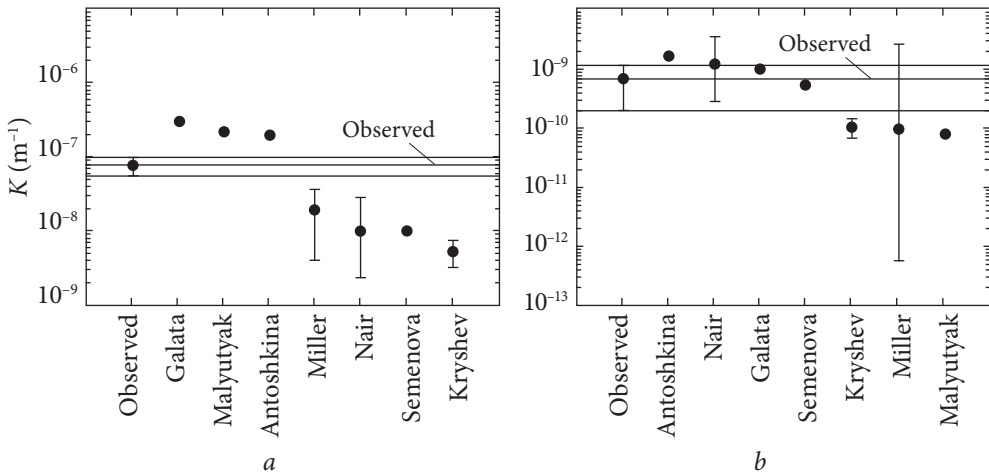 K (m⁻¹)
10⁻⁶
10⁻⁷
10⁻⁸
10⁻⁹
Observed
Observed
Galata
Malyutyak
Antoshkina
Miller
Nair
Semenova
Kryshev
a
10⁻⁹
10⁻¹⁰
10⁻¹¹
10⁻¹²
10⁻¹³
Observed
Observed
Antoshkina
Nair
Galata
Semenova
Kryshev
Miller
Malyutyak
b